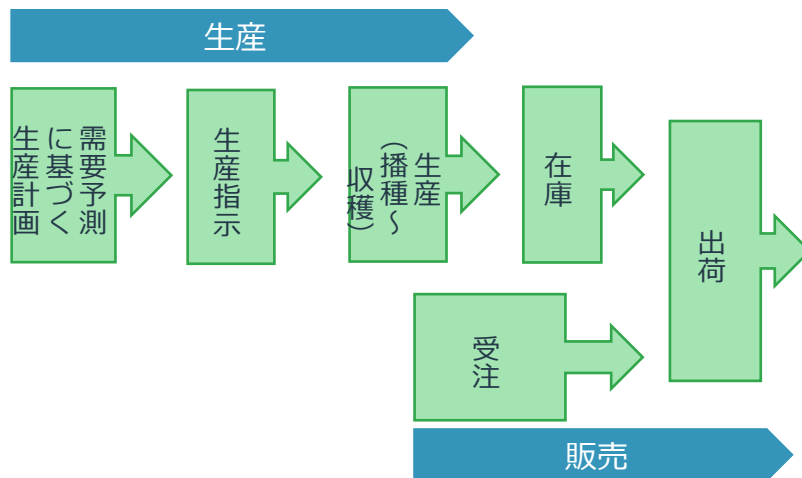 生産
需要予測
に基づく
生産計画
生産指示
生産
（播種～
収穫）
在庫
出荷
受注
販売